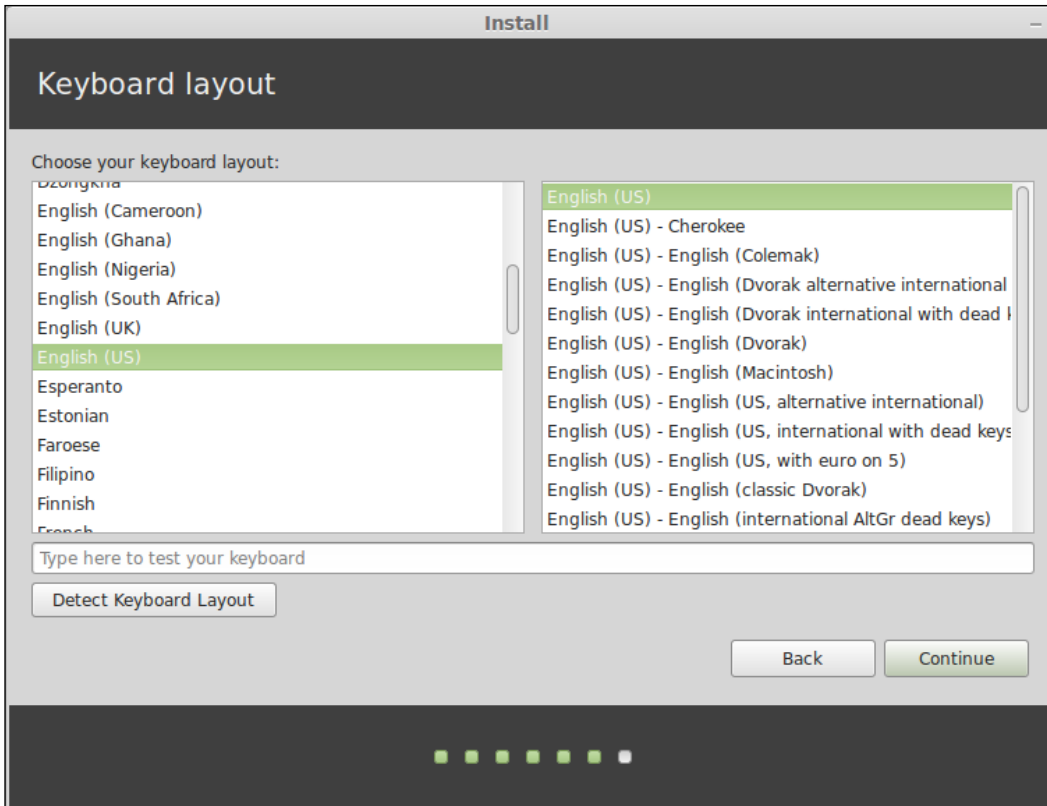 Install
Keyboard layout
Choose your keyboard layout:
Dzongkha
English (Cameroon)
English (Ghana)
English (Nigeria)
English (South Africa)
English (UK)
English (US)
Esperanto
Estonian
Faroese
Filipino
Finnish
French
English (US)
English (US) - Cherokee
English (US) - English (Colemak)
English (US) - English (Dvorak alternative international
English (US) - English (Dvorak international with dead
English (US) - English (Dvorak)
English (US) - English (Macintosh)
English (US) - English (US, alternative international)
English (US) - English (US, international with dead keys
English (US) - English (US, with euro on 5)
English (US) - English (classic Dvorak)
English (US) - English (international AltGr dead keys)
Type here to test your keyboard
Detect Keyboard Layout
Back
Continue